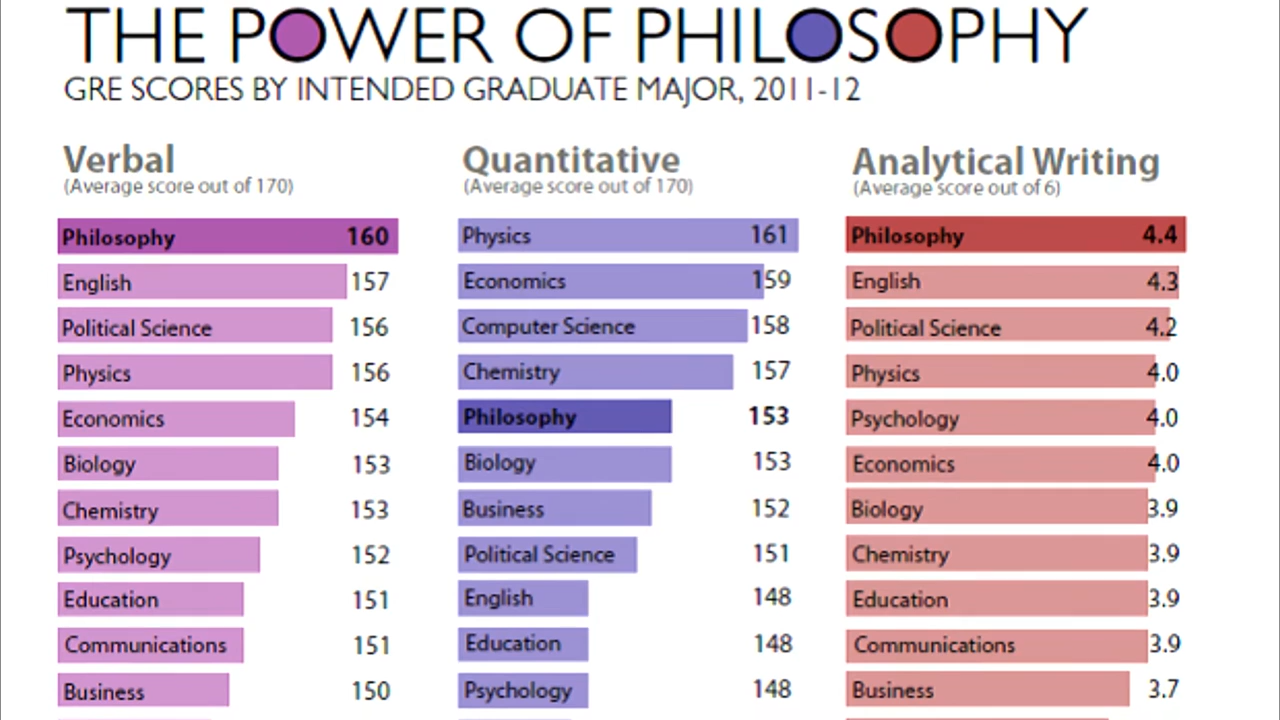 THE POWER OF PHILOSOPHY
GRE SCORES BY INTENDED GRADUATE MAJOR, 2011-12
Verbal
(Average score out of 170)
Philosophy 160
English 157
Political Science 156
Physics 156
Economics 154
Biology 153
Chemistry 153
Psychology 152
Education 151
Communications 151
Business 150
Quantitative
(Average score out of 170)
Physics 161
Economics 159
Computer Science 158
Chemistry 157
Philosophy 153
Biology 153
Business 152
Political Science 151
English 148
Education 148
Psychology 148
Analytical Writing
(Average score out of 6)
Philosophy 4.4
English 4.3
Political Science 4.2
Physics 4.0
Psychology 4.0
Economics 4.0
Biology 3.9
Chemistry 3.9
Education 3.9
Communications 3.9
Business 3.7